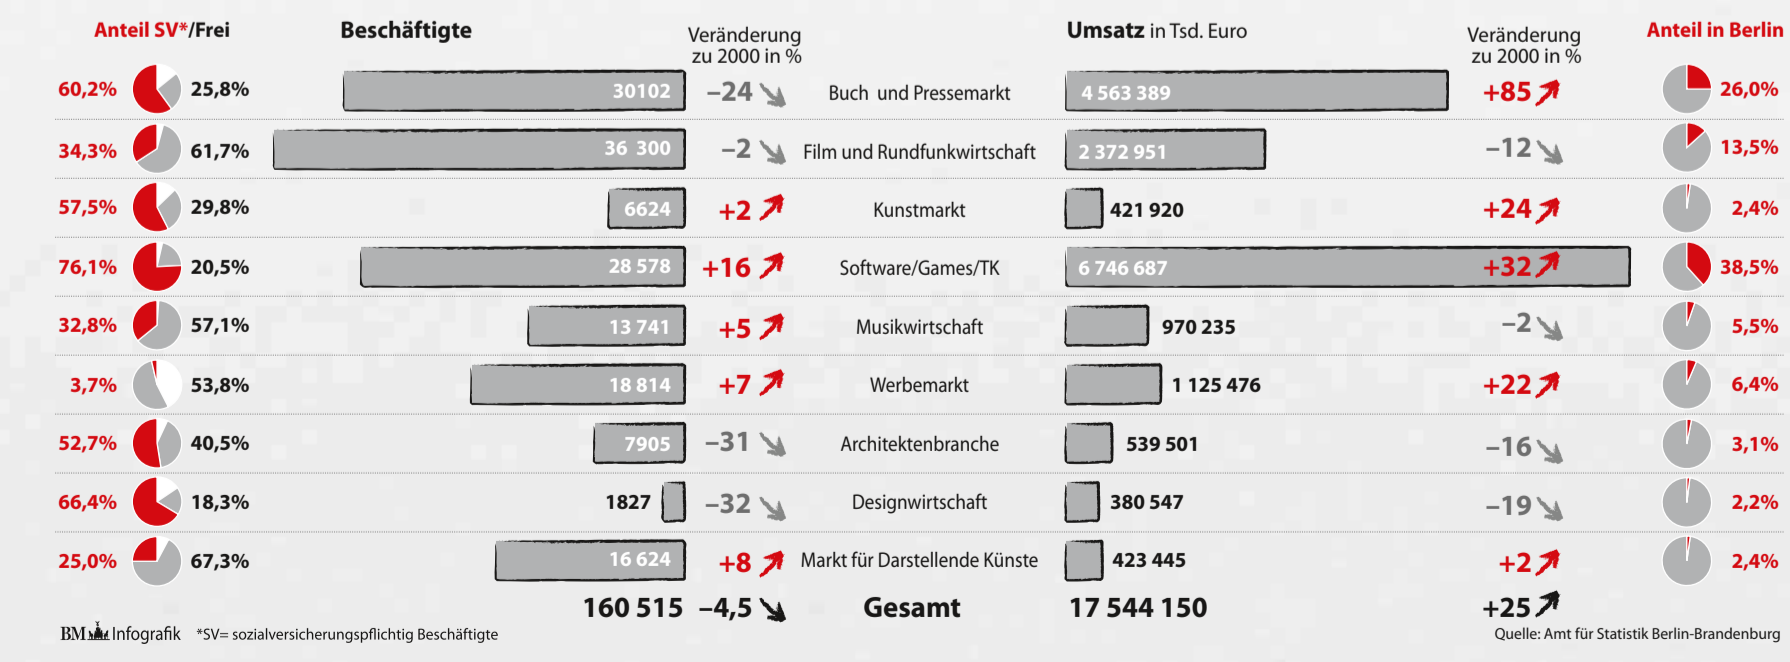 Anteil SV*/Frei Beschäftigte Veränderung zu 2000 in % Umsatz in Tsd. Euro Veränderung zu 2000 in % Anteil in Berlin
60,2% 25,8% 30102 –24 Buch und Pressemarkt 4 563 389 +85 26,0%
34,3% 61,7% 36 300 –2 Film und Rundfunkwirtschaft 2 372 951 –12 13,5%
57,5% 29,8% 6624 +2 Kunstmarkt 421 920 +24 2,4%
76,1% 20,5% 28 578 +16 Software/Games/TK 6 746 687 +32 38,5%
32,8% 57,1% 13 741 +5 Musikwirtschaft 970 235 –2 5,5%
3,7% 53,8% 18 814 +7 Werbemarkt 1 125 476 +22 6,4%
52,7% 40,5% 7905 –31 Architektenbranche 539 501 –16 3,1%
66,4% 18,3% 1827 –32 Designwirtschaft 380 547 –19 2,2%
25,0% 67,3% 16 624 +8 Markt für Darstellende Künste 423 445 +2 2,4%
160 515 –4,5 Gesamt 17 544 150 +25
BM Infografik *SV= sozialversicherungspflichtig Beschäftigte Quelle: Amt für Statistik Berlin-Brandenburg